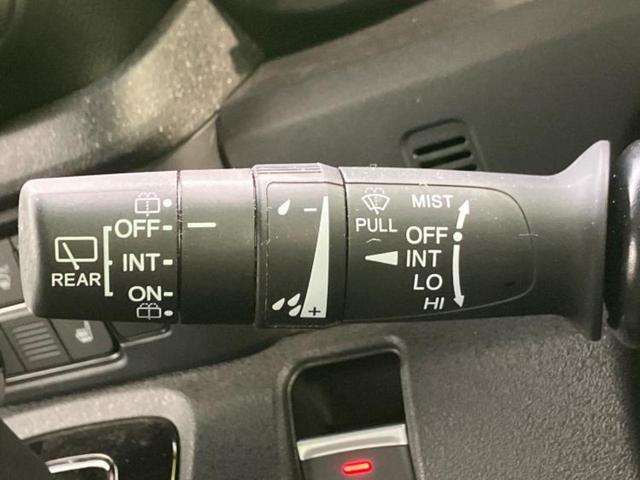 REAR
OFF
INT
ON
−
+
PULL
MIST
OFF
INT
LO
HI